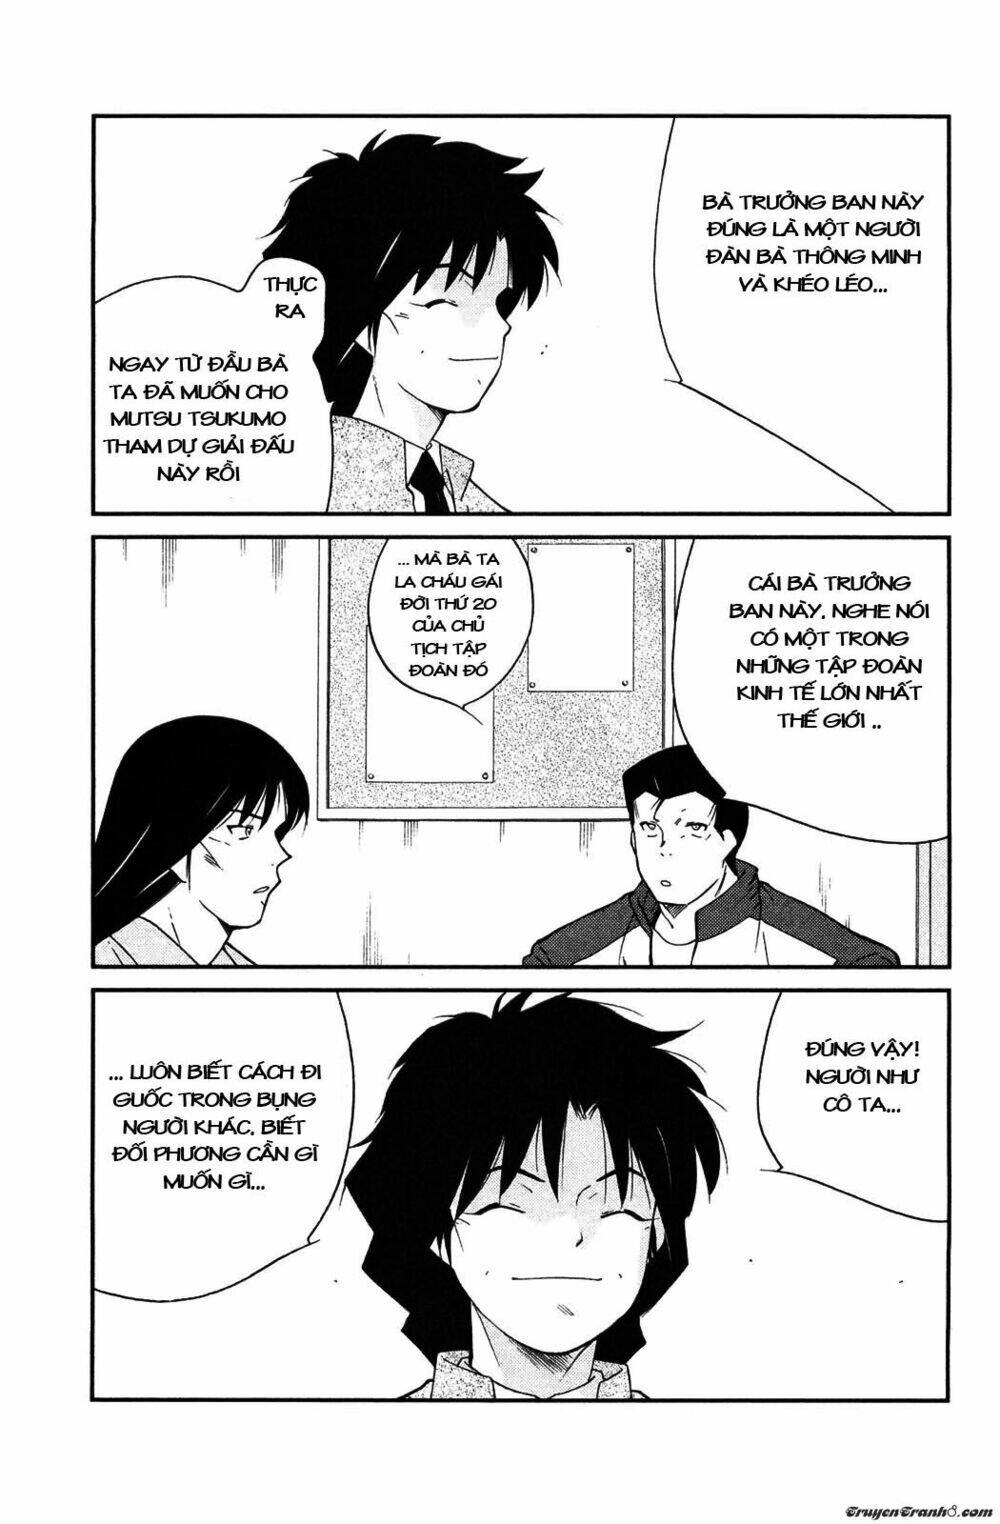 BÀ TRƯỞNG BAN NÀY
ĐÚNG LÀ MỘT NGƯỜI
ĐÀN BÀ THÔNG MINH
VÀ KHÉO LÉO...
THỰC
RA
NGAY TỪ ĐẦU BÀ
TA ĐÃ MUỐN CHO
MUTSU TSUKUMO
THAM DỰ GIẢI ĐẤU
NÀY RỒI
CÁI BÀ TRƯỞNG
BAN NÀY, NGHE NÓI
CÓ MỘT TRONG
NHỮNG TẬP ĐOÀN
KINH TẾ LỚN NHẤT
THẾ GIỚI ..
... MÀ BÀ TA
LA CHÁU GÁI
ĐỜI THỨ 20
CỦA CHỦ
TỊCH TẬP
ĐOÀN ĐÓ
ĐÚNG VẬY!
NGƯỜI NHƯ
CÔ TA...
... LUÔN BIẾT CÁCH ĐI
GUỐC TRONG BỤNG
NGƯỜI KHÁC, BIẾT
ĐỐI PHƯƠNG CẦN GÌ
MUỐN GÌ...
TruyenTranh8.com